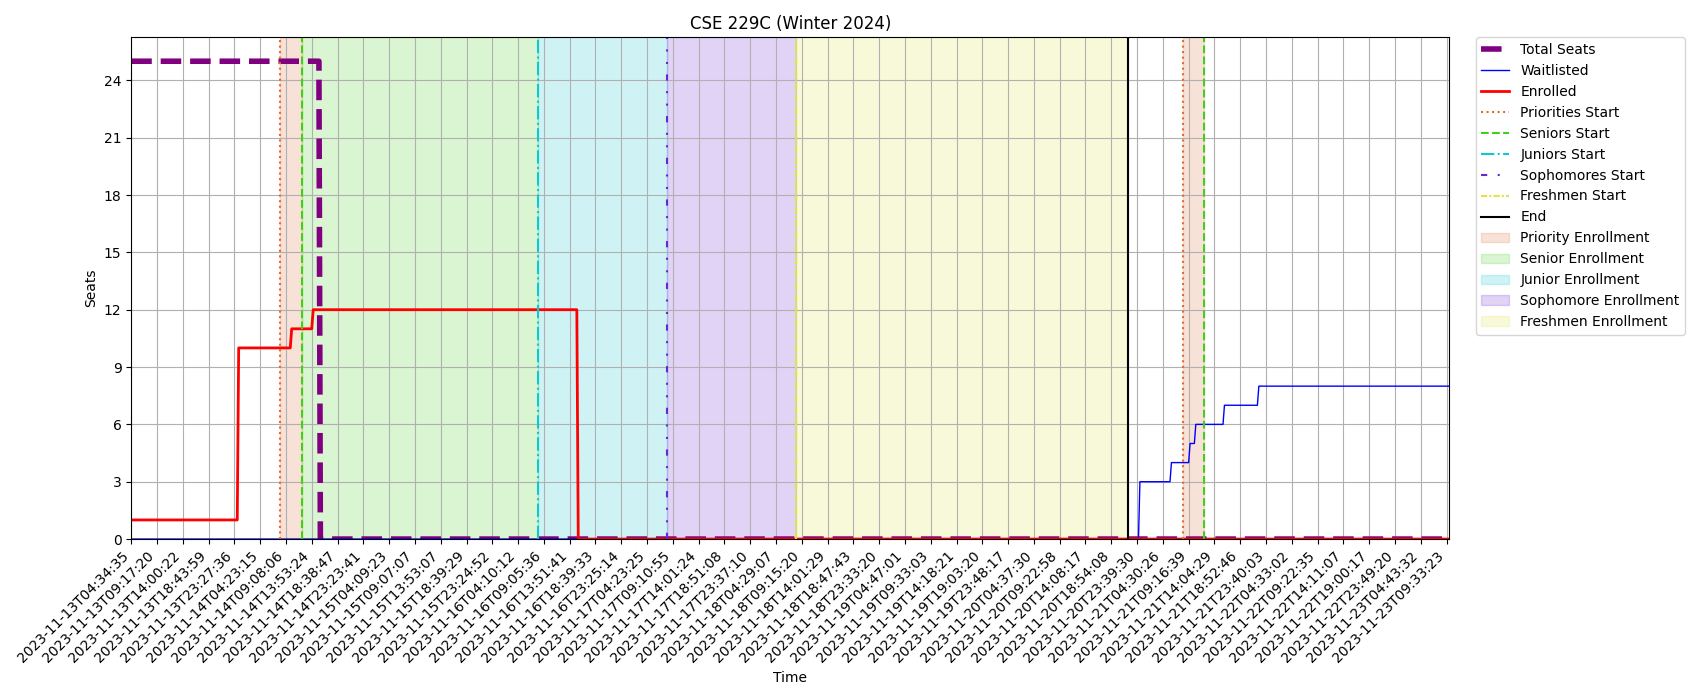 CSE 229C (Winter 2024)
Seats
24
21
18
15
12
9
6
3
0
2023-11-13T04:34:35
2023-11-13T09:17:20
2023-11-13T14:00:22
2023-11-13T18:43:59
2023-11-13T23:27:36
2023-11-14T04:23:15
2023-11-14T09:08:06
2023-11-14T13:53:24
2023-11-14T18:38:47
2023-11-14T23:23:41
2023-11-15T04:09:23
2023-11-15T09:07:07
2023-11-15T13:53:07
2023-11-15T18:39:29
2023-11-15T23:24:52
2023-11-16T04:10:12
2023-11-16T09:05:36
2023-11-16T13:51:41
2023-11-16T18:39:33
2023-11-16T23:25:14
2023-11-17T04:23:25
2023-11-17T09:10:55
2023-11-17T14:01:24
2023-11-17T18:51:08
2023-11-17T23:37:10
2023-11-18T04:29:07
2023-11-18T09:15:20
2023-11-18T14:01:29
2023-11-18T18:47:43
2023-11-18T23:33:20
2023-11-19T04:47:01
2023-11-19T09:33:03
2023-11-19T14:18:21
2023-11-19T19:03:20
2023-11-19T23:48:17
2023-11-20T04:37:30
2023-11-20T09:22:58
2023-11-20T14:08:17
2023-11-20T18:54:08
2023-11-20T23:39:30
2023-11-21T04:30:26
2023-11-21T09:16:39
2023-11-21T14:04:29
2023-11-21T18:52:46
2023-11-21T23:40:03
2023-11-22T04:33:02
2023-11-22T09:22:35
2023-11-22T14:11:07
2023-11-22T19:00:17
2023-11-22T23:49:20
2023-11-23T04:43:32
2023-11-23T09:33:23
Time
Total Seats
Waitlisted
Enrolled
Priorities Start
Seniors Start
Juniors Start
Sophomores Start
Freshmen Start
End
Priority Enrollment
Senior Enrollment
Junior Enrollment
Sophomore Enrollment
Freshmen Enrollment